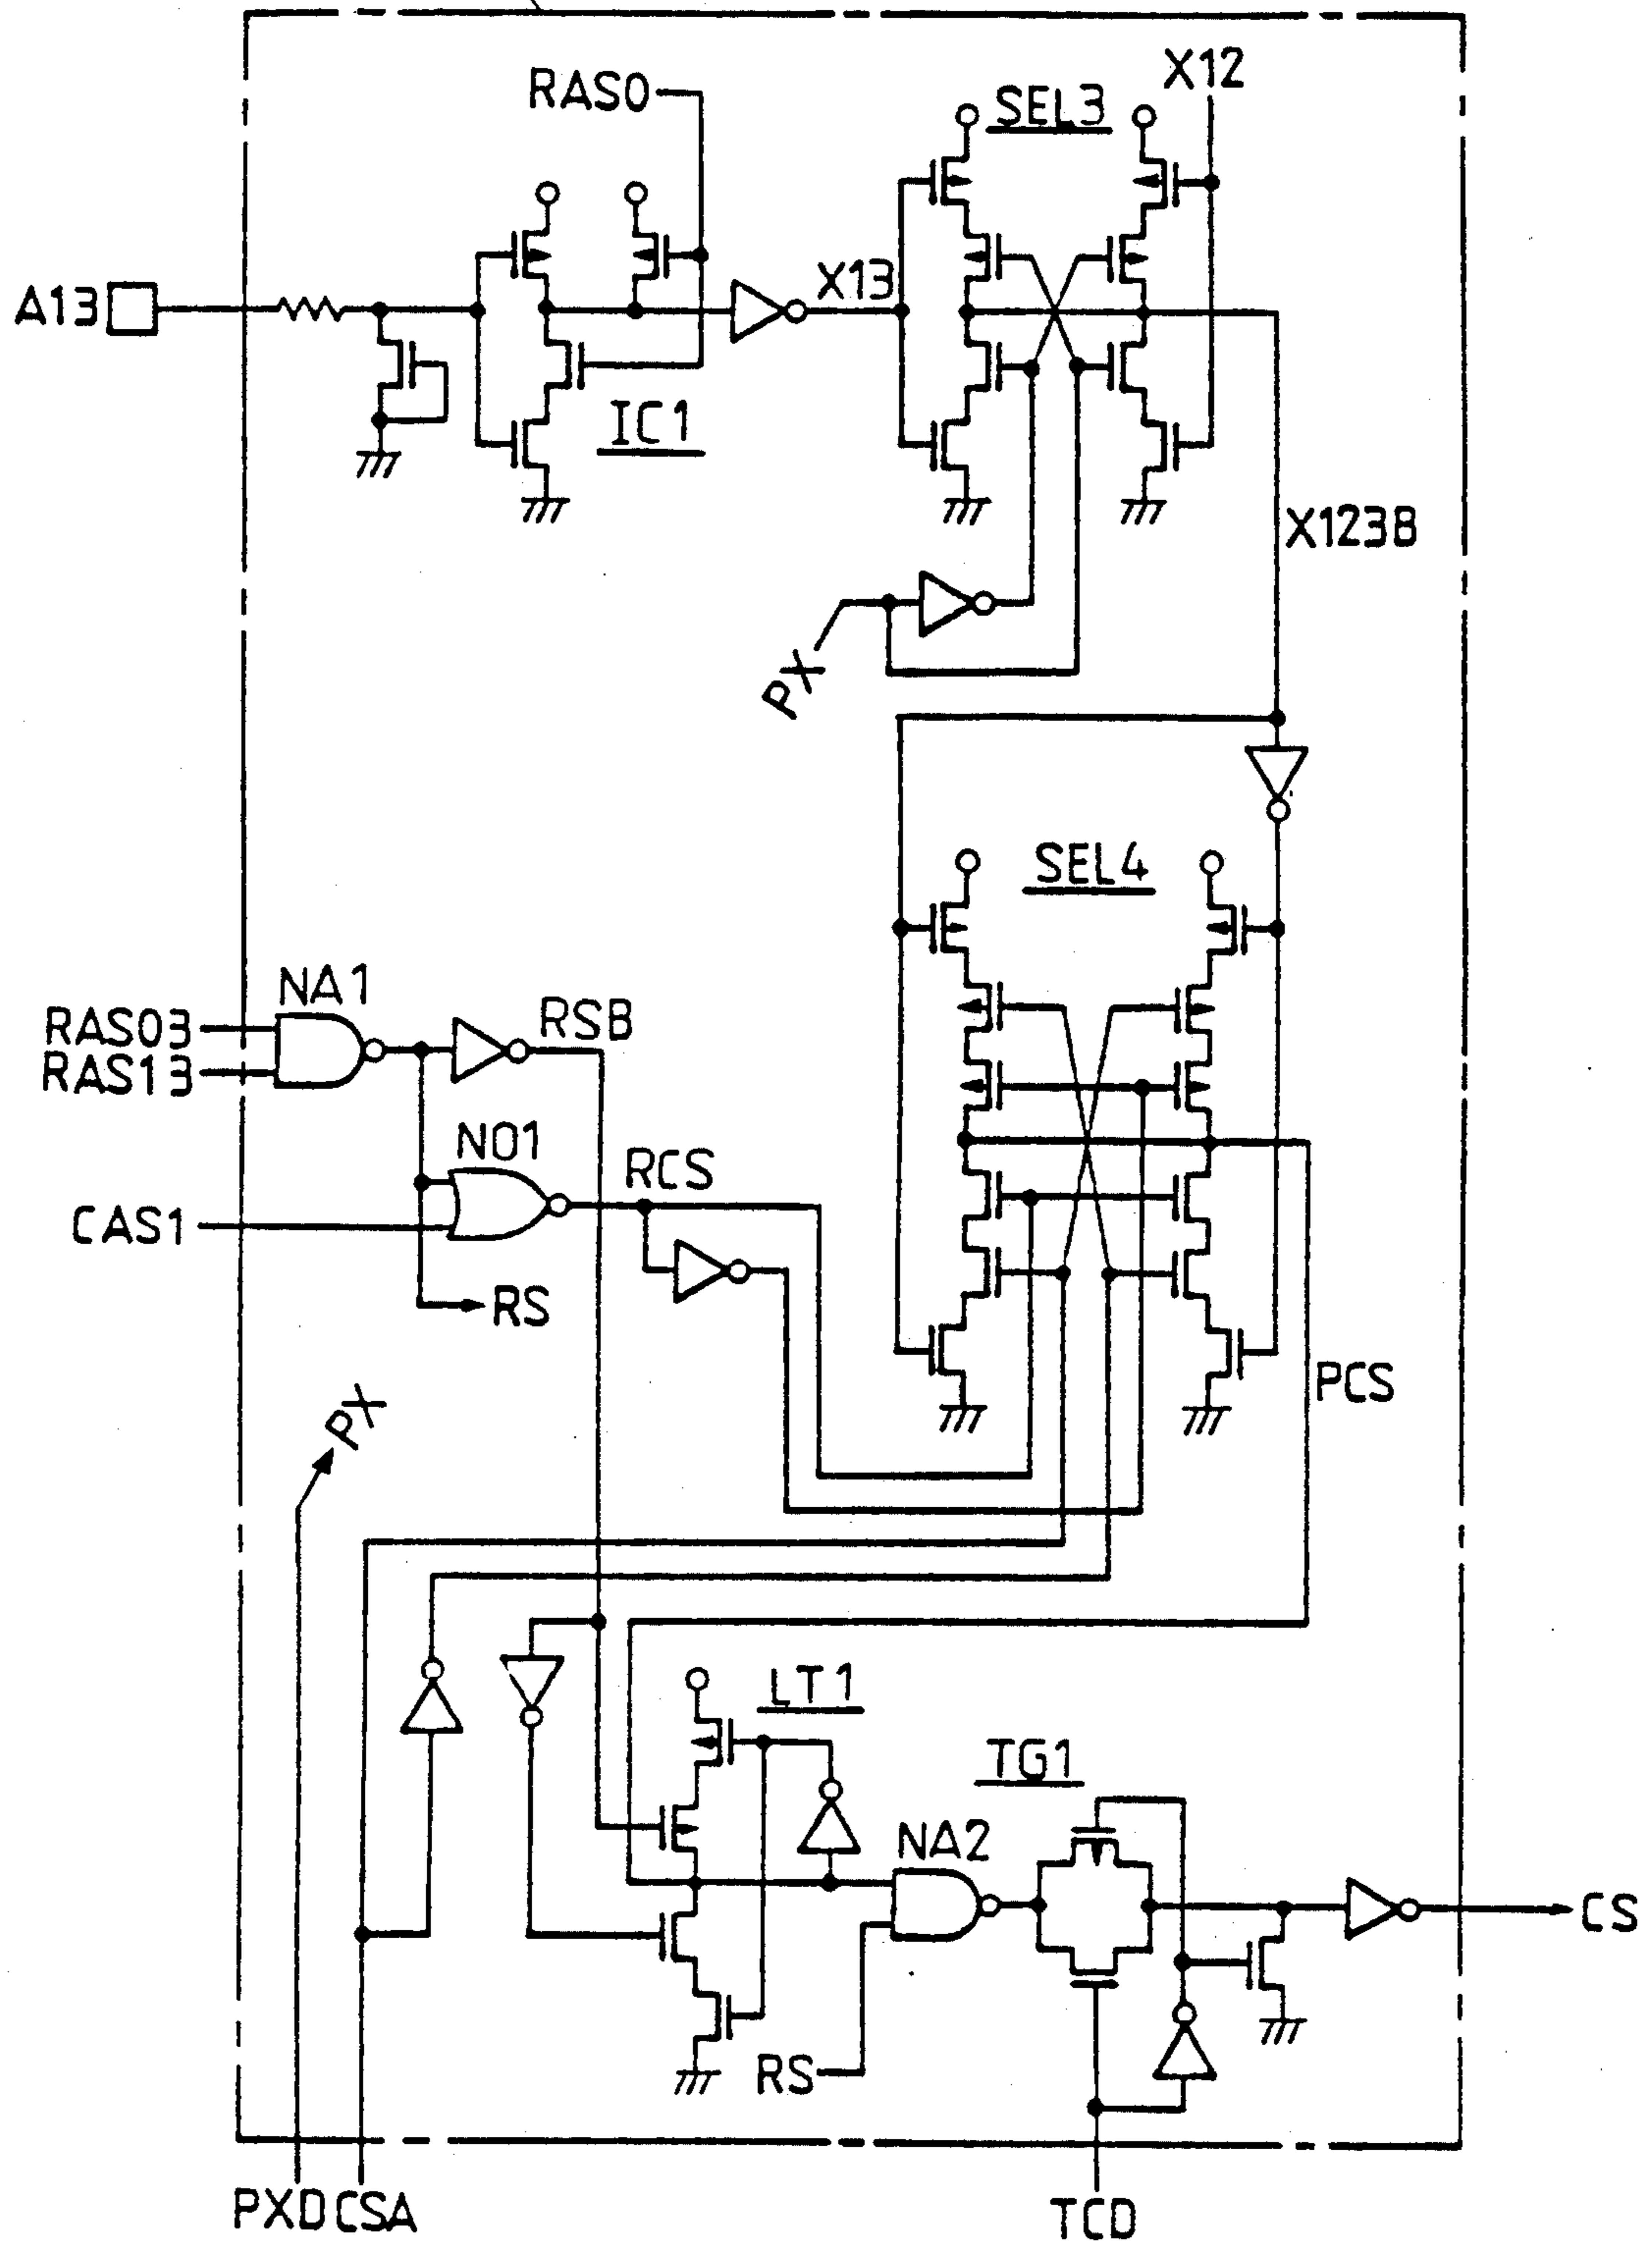 X12
RAS0
SEL3
A13
X13
IC1
X123B
PX
SEL4
NA1
RAS03
RSB
RAS13
NO1
RCS
CAS1
RS
PCS
PX
LT1
TG1
NA2
CS
RS
PXD
CSA
TCD